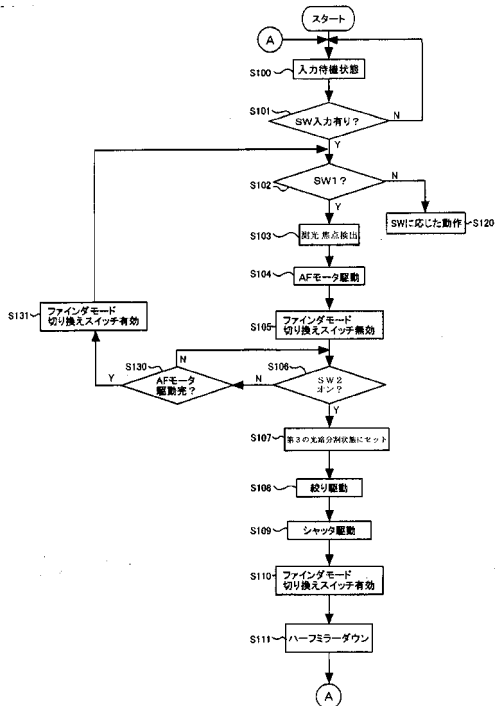 スタート
A
S100
入力待機状態
S101
SW入力有り?
N
Y
S102
SW1?
N
Y
S103
測光 焦点検出
SWに応じた動作
S120
S104
AFモータ駆動
S131
ファインダモード
切り換えスイッチ有効
S105
ファインダモード
切り換えスイッチ無効
S130
N
AFモータ
駆動完?
Y
S106
SW2
オン?
N
Y
S107
第3の光路分割状態にセット
S108
絞り駆動
S109
シャッタ駆動
S110
ファインダモード
切り換えスイッチ有効
S111
ハーフミラーダウン
A